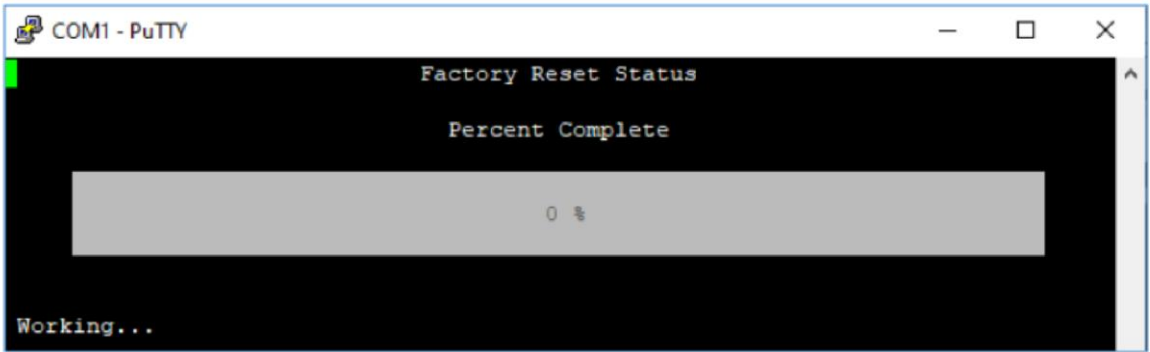 COM1 - PuTTY
Factory Reset Status
Percent Complete
0 %
Working...